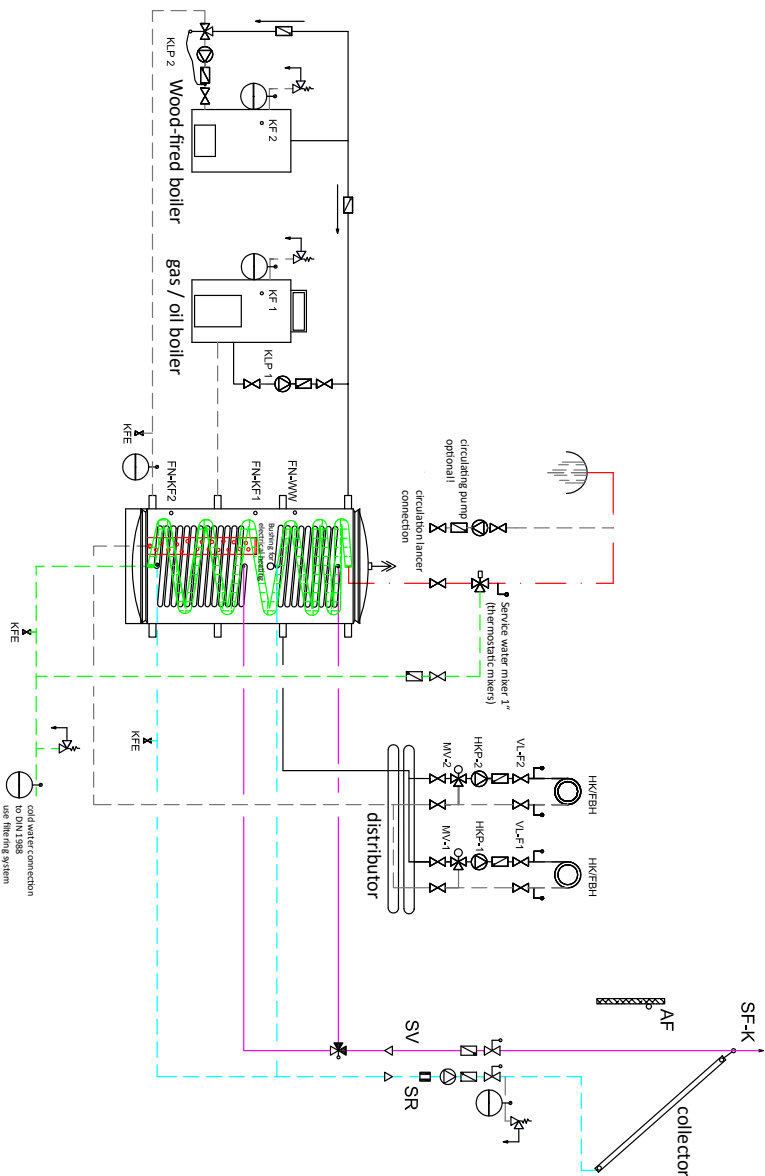 KLP 2
Wood-fired boiler
KF 2
gas / oil boiler
KF 1
KLP 1
KFE
FN-KF2
FN-KF1
FN-WW
Bushing for
electrical heating
circulating pump
optional!!
circulation lancer
connection
Service water mixer 1"
(thermostatic mixers)
KFE
KFE
cold water connection
to DIN 1988
use filtering system
distributor
MV-2
HKP-2
VL-F2
HK/FBH
MV-1
HKP-1
VL-F1
HK/FBH
AF
SF-K
collector
SV
SR